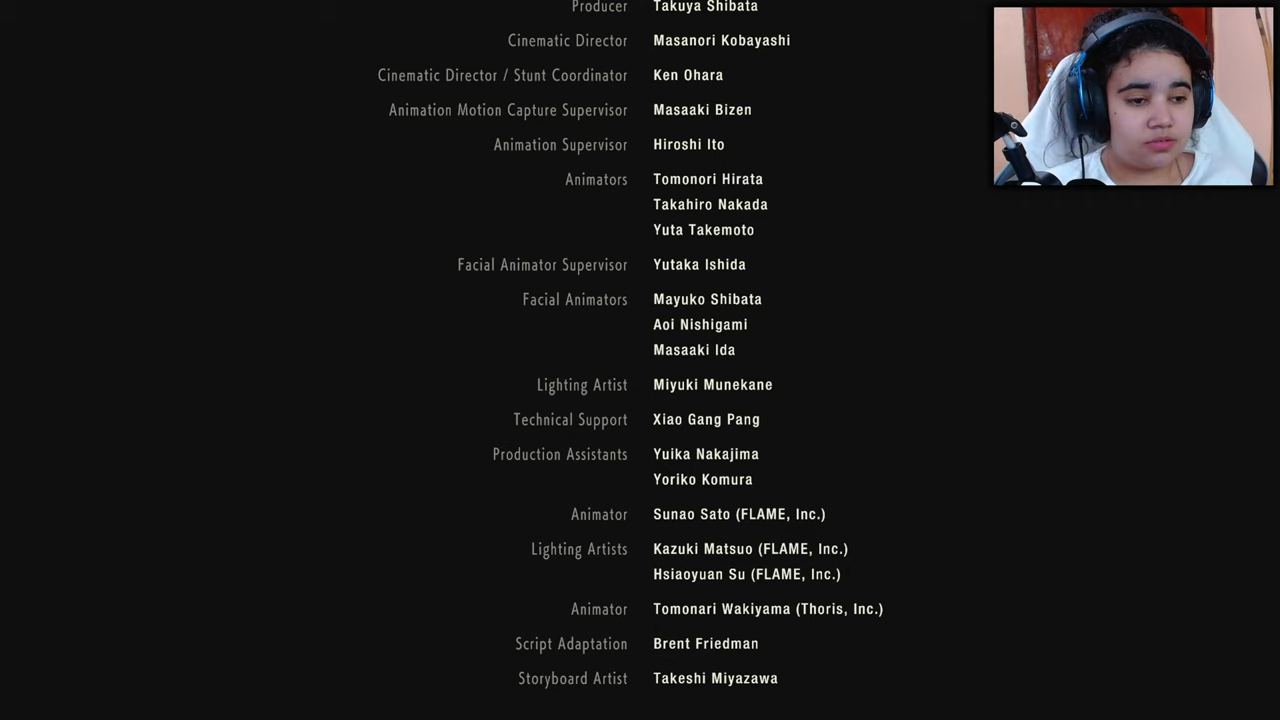 Producer Takuya Shibata
Cinematic Director Masanori Kobayashi
Cinematic Director / Stunt Coordinator Ken Ohara
Animation Motion Capture Supervisor Masaaki Bizen
Animation Supervisor Hiroshi Ito
Animators Tomonori Hirata
Takahiro Nakada
Yuta Takemoto
Facial Animator Supervisor Yutaka Ishida
Facial Animators Mayuko Shibata
Aoi Nishigami
Masaaki Ida
Lighting Artist Miyuki Munekane
Technical Support Xiao Gang Pang
Production Assistants Yuika Nakajima
Yoriko Komura
Animator Sunao Sato (FLAME, Inc.)
Lighting Artists Kazuki Matsuo (FLAME, Inc.)
Hsiaoyuan Su (FLAME, Inc.)
Animator Tomonari Wakiyama (Thoris, Inc.)
Script Adaptation Brent Friedman
Storyboard Artist Takeshi Miyazawa